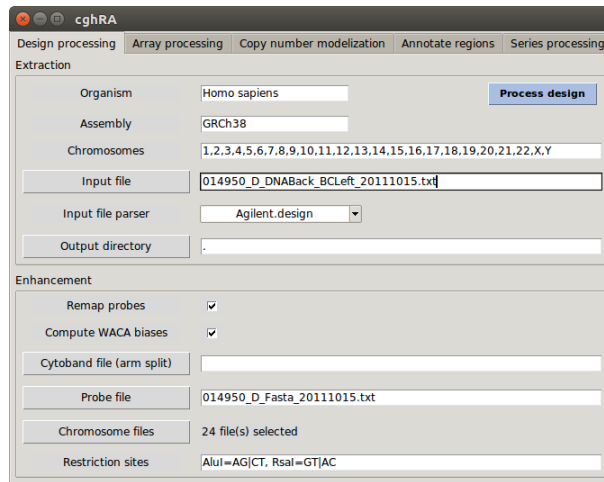 cghRA
Design processing Array processing Copy number modelization Annotate regions Series processing
Extraction
Organism Homo sapiens Process design
Assembly GRCh38
Chromosomes 1,2,3,4,5,6,7,8,9,10,11,12,13,14,15,16,17,18,19,20,21,22,X,Y
Input file 014950_D_DNABack_BCLeft_20111015.txt
Input file parser Agilent.design
Output directory .
Enhancement
Remap probes
Compute WACA biases
Cytoband file (arm split)
Probe file 014950_D_Fasta_20111015.txt
Chromosome files 24 file(s) selected
Restriction sites AluI=AG|CT, RsaI=GT|AC